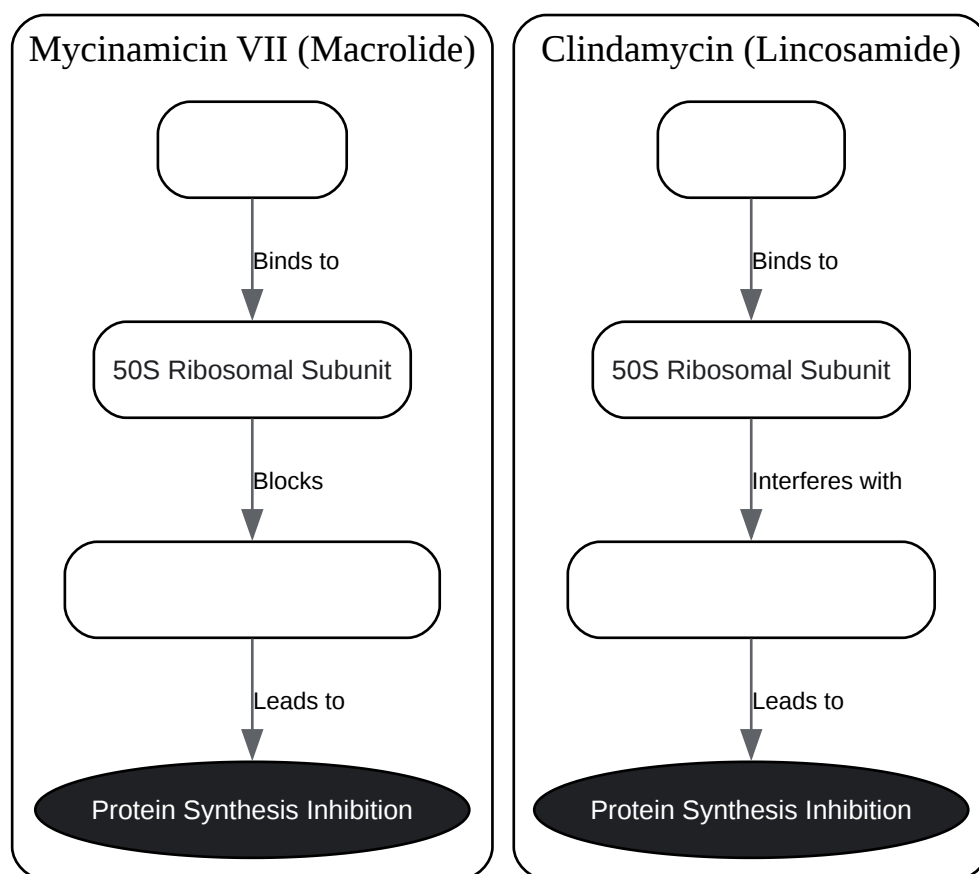 Mycinamicin VII (Macrolide)
Binds to
50S Ribosomal Subunit
Blocks
Leads to
Protein Synthesis Inhibition
Clindamycin (Lincosamide)
Binds to
50S Ribosomal Subunit
Interferes with
Leads to
Protein Synthesis Inhibition